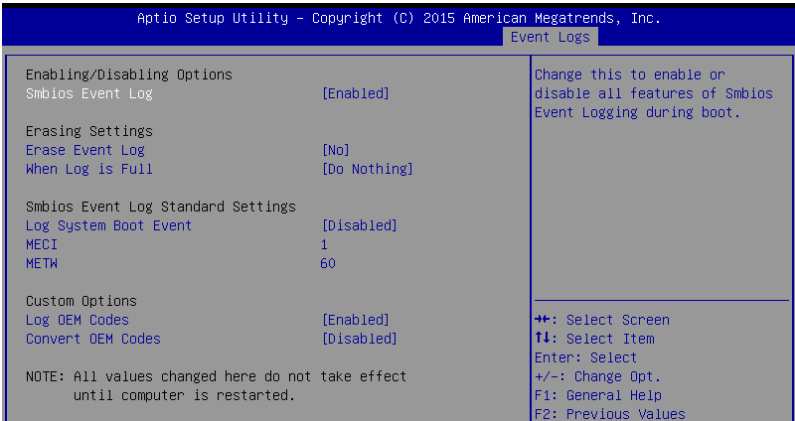 Aptio Setup Utility – Copyright (C) 2015 American Megatrends, Inc.
Event Logs
Enabling/Disabling Options
Smbios Event Log [Enabled]
Erasing Settings
Erase Event Log [No]
When Log is Full [Do Nothing]
Smbios Event Log Standard Settings
Log System Boot Event [Disabled]
MECI 1
METW 60
Custom Options
Log OEM Codes [Enabled]
Convert OEM Codes [Disabled]
NOTE: All values changed here do not take effect
until computer is restarted.
Change this to enable or
disable all features of Smbios
Event Logging during boot.
→←: Select Screen
↑↓: Select Item
Enter: Select
+/-: Change Opt.
F1: General Help
F2: Previous Values